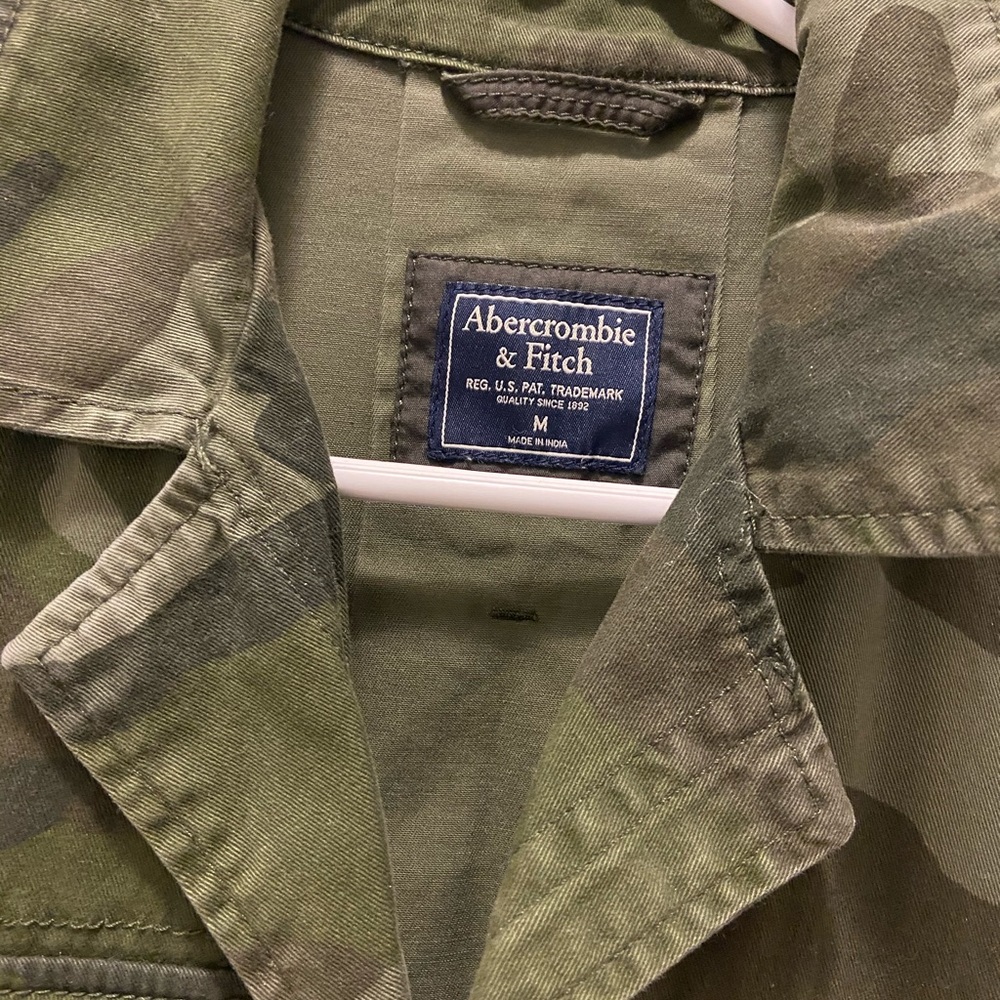 Abercrombie
& Fitch
REG. U.S. PAT. TRADEMARK
QUALITY SINCE 1892
M
MADE IN INDIA